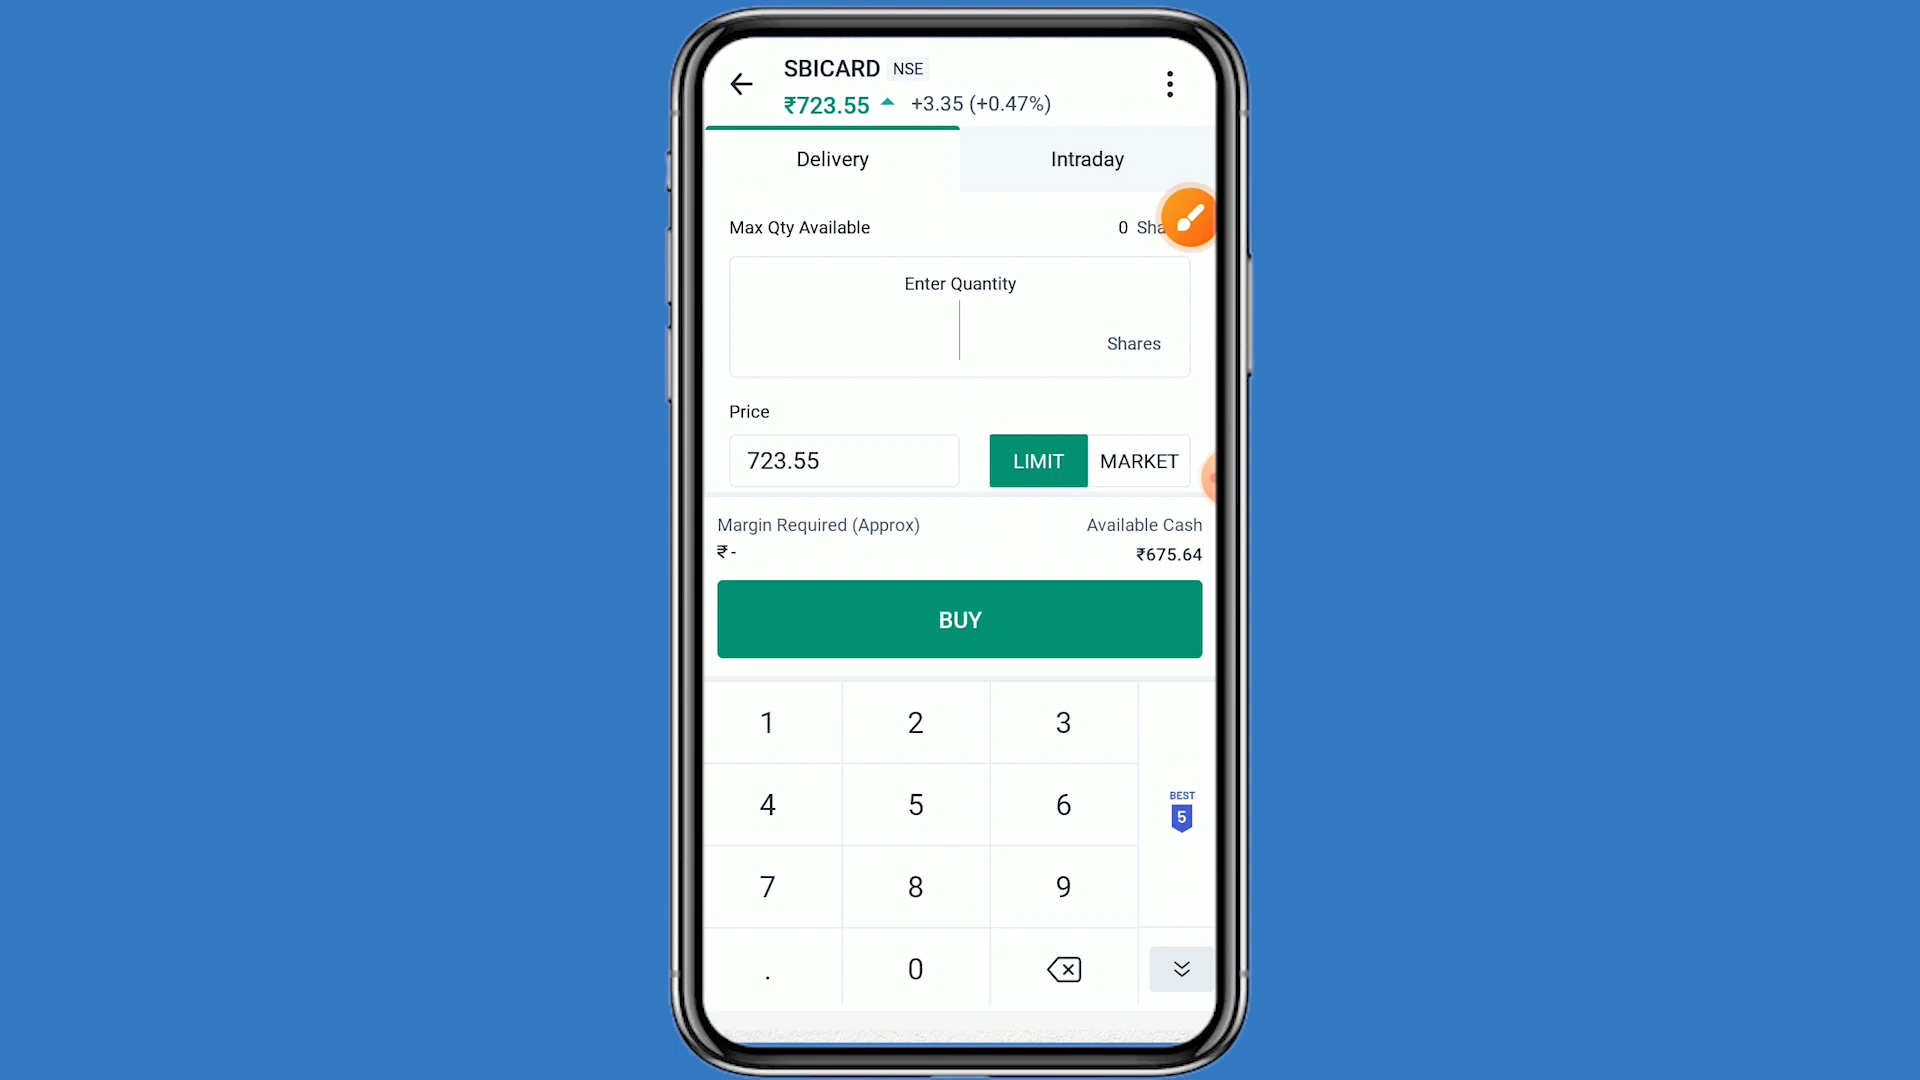 SBICARD NSE
₹723.55 +3.35 (+0.47%)
Delivery Intraday
Max Qty Available 0
Enter Quantity
Shares
Price
723.55 LIMIT MARKET
Margin Required (Approx) Available Cash
₹- ₹675.64
BUY
1 2 3
4 5 6
BEST
5
7 8 9
. 0